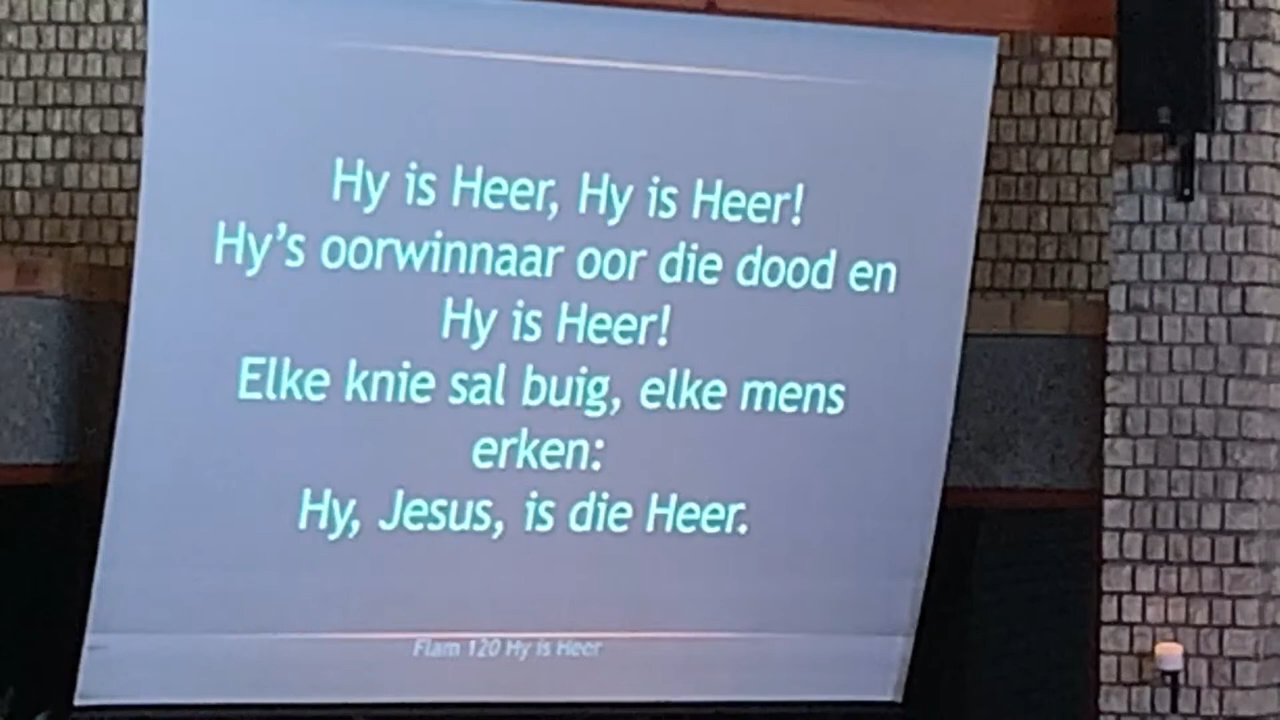 Hy is Heer, Hy is Heer!
Hy’s oorwinnaar oor die dood en
Hy is Heer!
Elke knie sal buig, elke mens
erken:
Hy, Jesus, is die Heer.
Flam 120 Hy is Heer